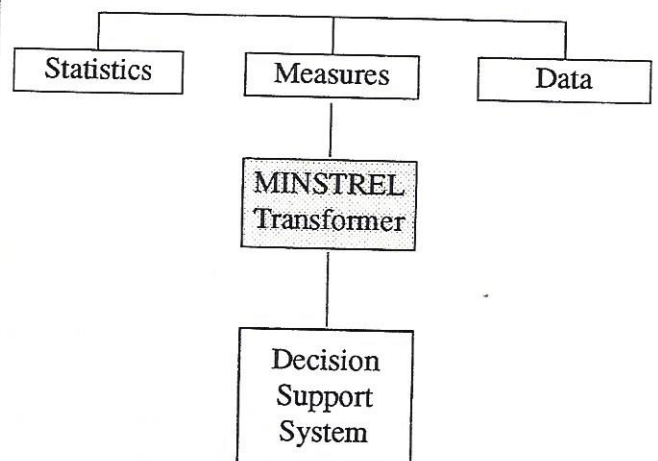 Statistics
Measures
Data
MINSTREL
Transformer
Decision
Support
System